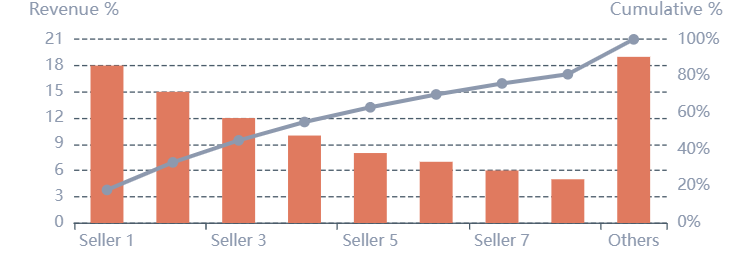 Revenue %
Cumulative %
21
100%
18
80%
15
12
60%
9
40%
6
20%
3
0
0%
Seller 1
Seller 3
Seller 5
Seller 7
Others